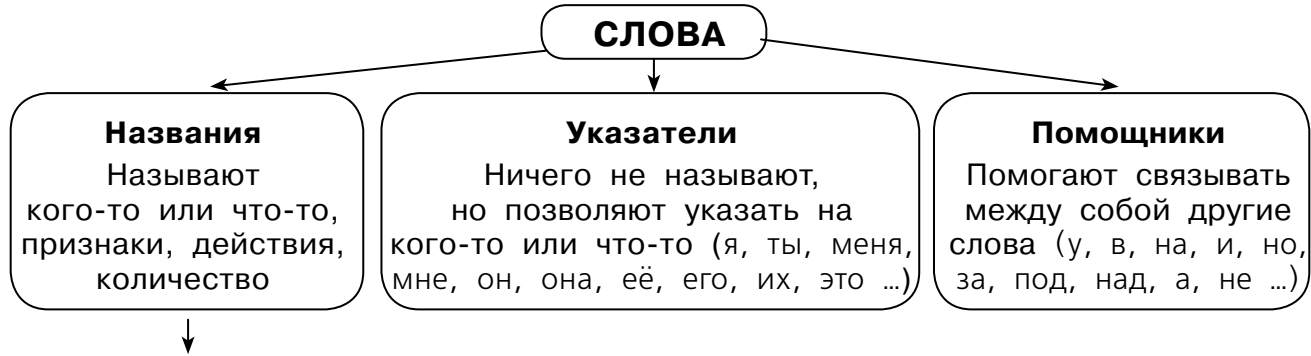 СЛОВА
Названия
Называют
кого-то или что-то,
признаки, действия,
количество
Указатели
Ничего не называют,
но позволяют указать на
кого-то или что-то (я, ты, меня,
мне, он, она, её, его, их, это ...)
Помощники
Помогают связывать
между собой другие
слова (у, в, на, и, но,
за, под, над, а, не ...)